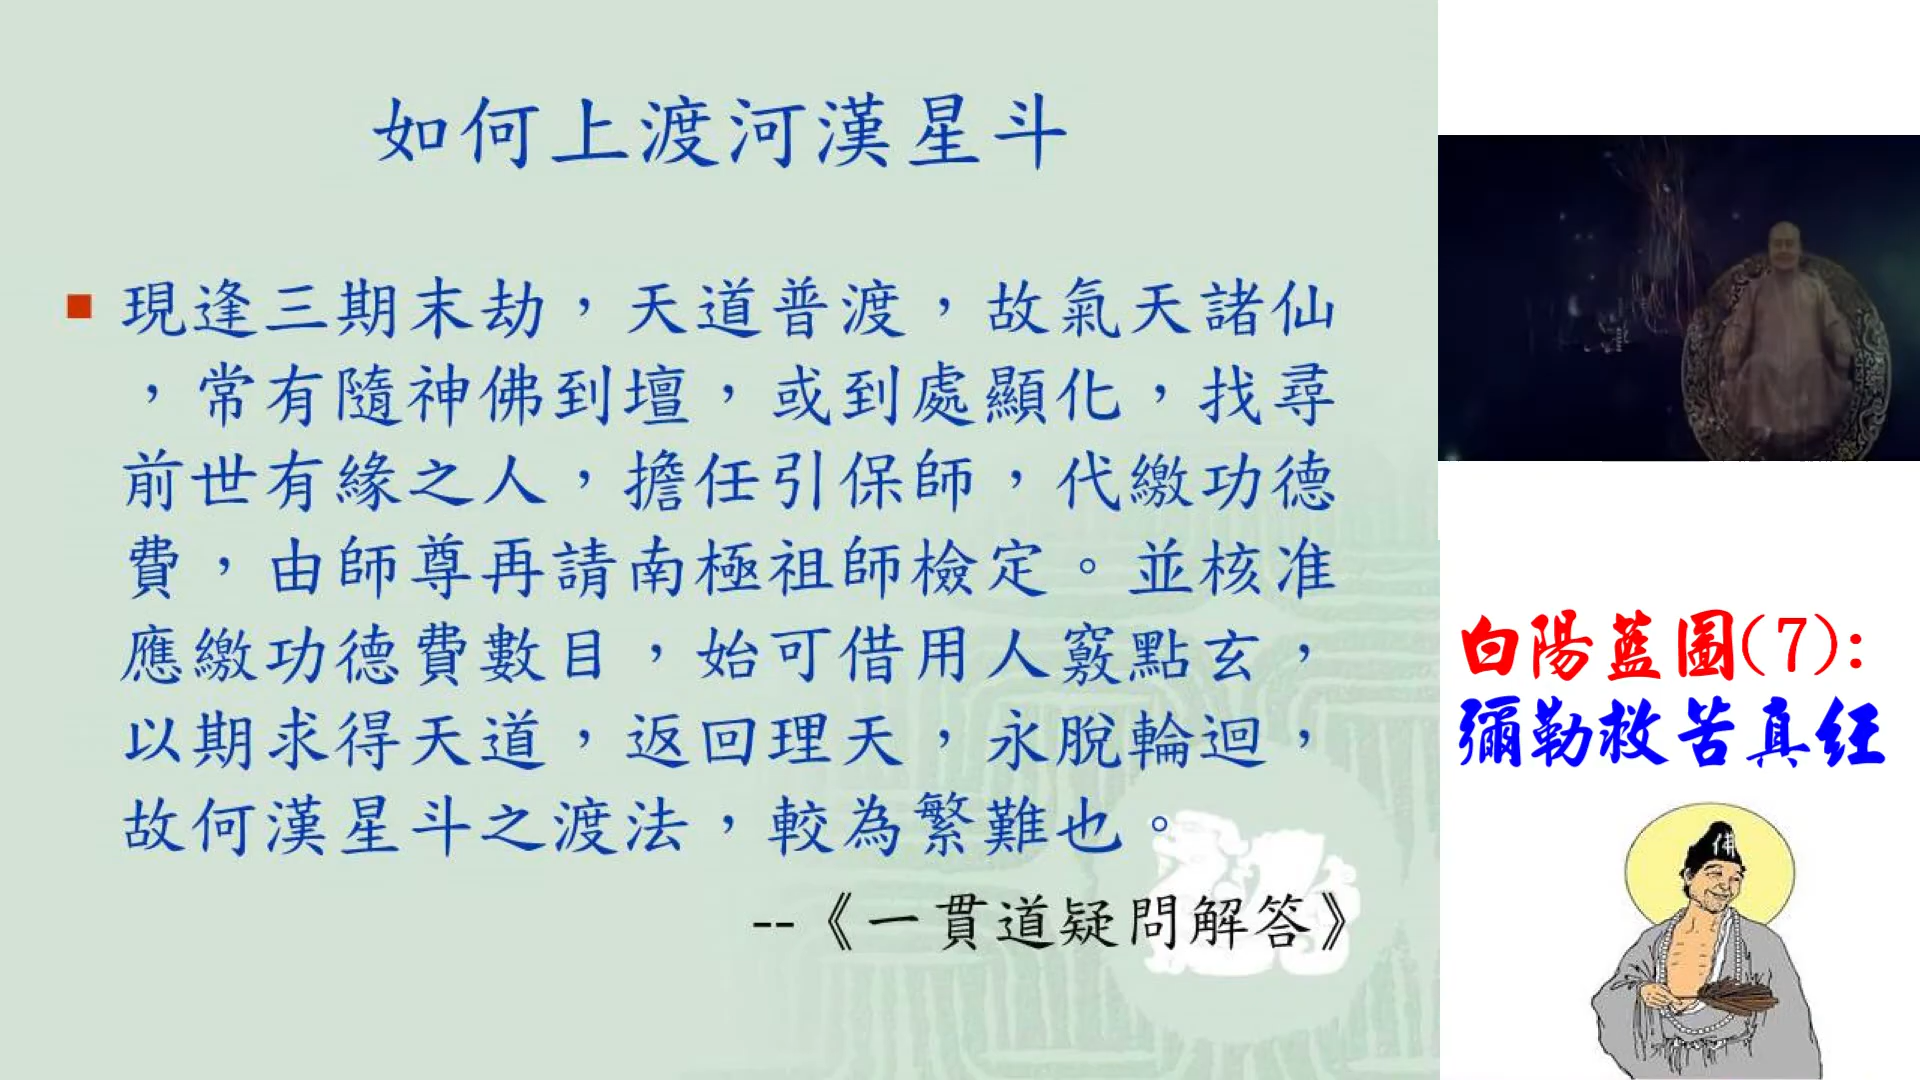 如何上渡河漢星斗
現逢三期末劫，天道普渡，故氣天諸仙
，常有隨神佛到壇，或到處顯化，找尋
前世有緣之人，擔任引保師，代繳功德
費，由師尊再請南極祖師檢定。並核准
應繳功德費數目，始可借用人竅點玄，
以期求得天道，返回理天，永脫輪迴，
故何漢星斗之渡法，較為繁難也。
--《一貫道疑問解答》
白陽藍圖(7):
彌勒救苦真经
佛